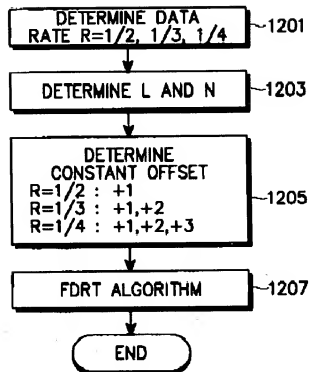 DETERMINE DATA
RATE R=1/2, 1/3, 1/4
1201
DETERMINE L AND N
1203
DETERMINE
CONSTANT OFFSET
R=1/2 : +1
R=1/3 : +1,+2
R=1/4 : +1,+2,+3
1205
FDRT ALGORITHM
1207
END